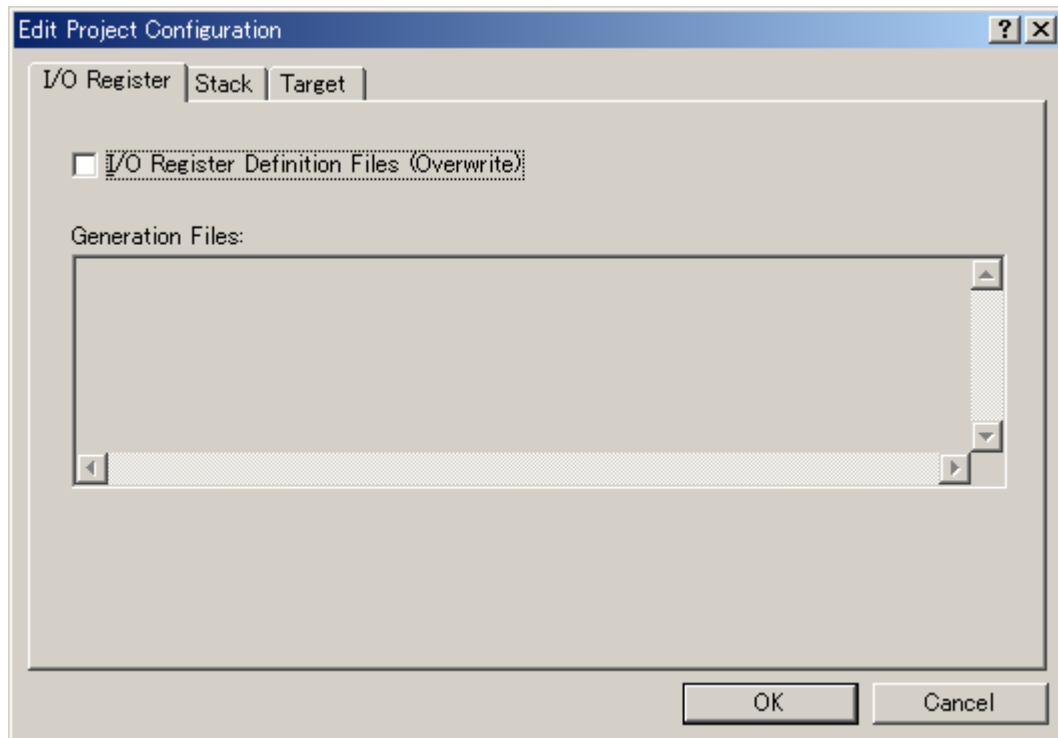 Edit Project Configuration
I/O Register Stack Target
I/O Register Definition Files (Overwrite)
Generation Files:
OK Cancel